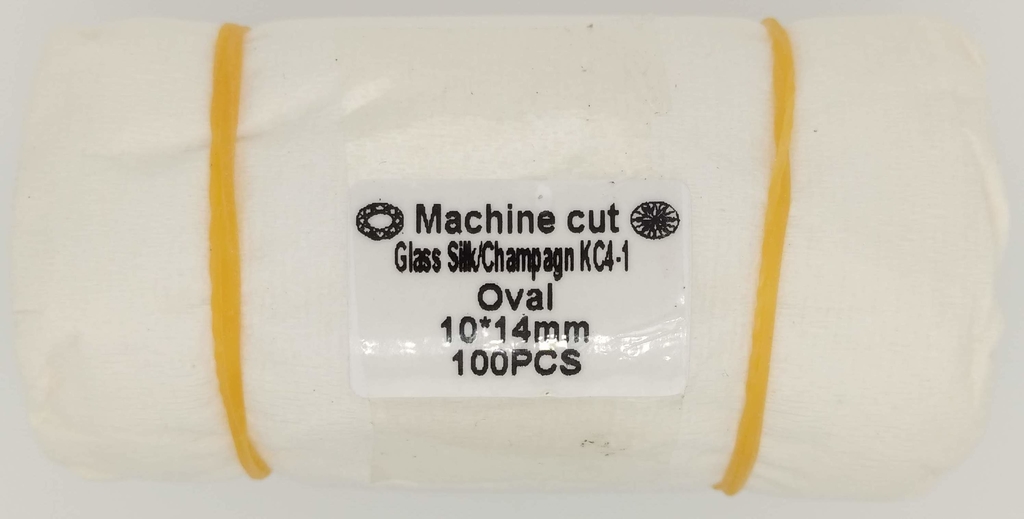 Machine cut
Glass Silk/Champagn KC4-1
Oval
10*14mm
100PCS